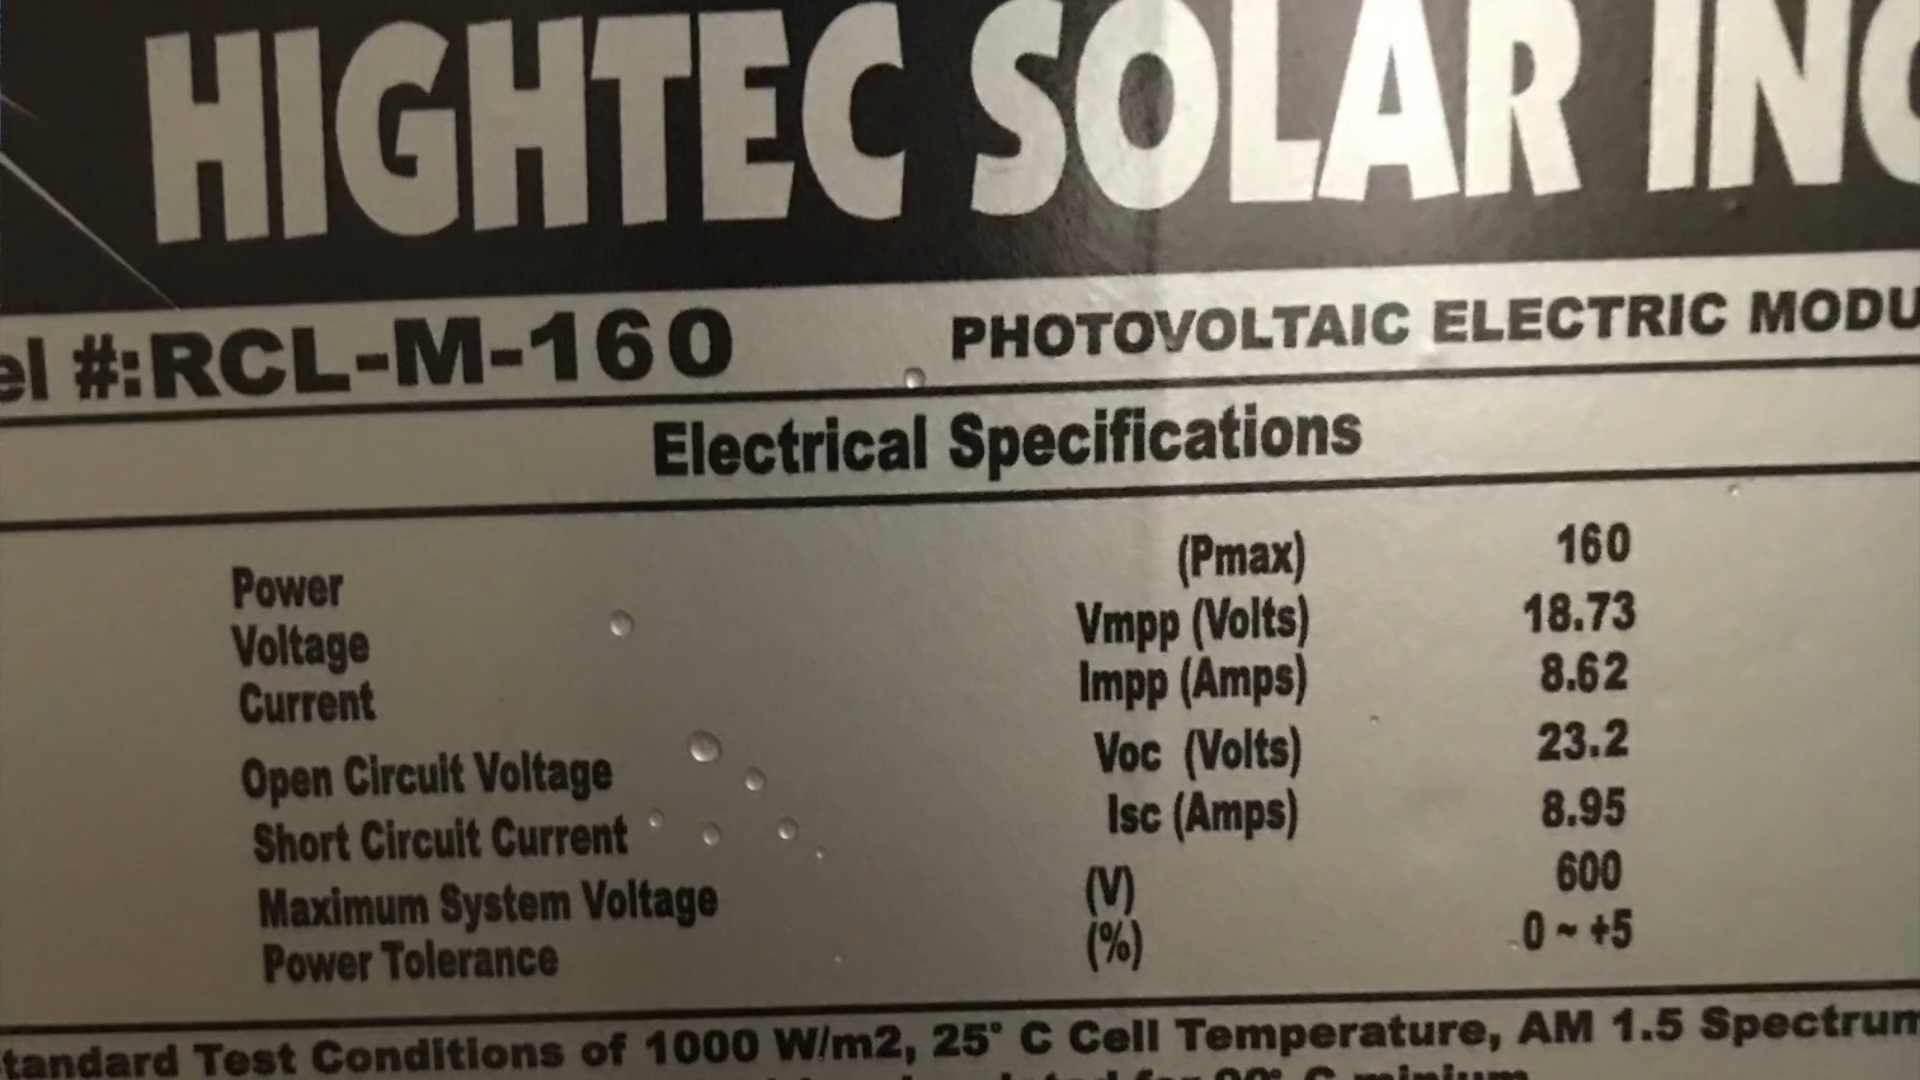 HIGHTEC SOLAR INC
el #:RCL-M-160 PHOTOVOLTAIC ELECTRIC MODU
Electrical Specifications
Power (Pmax) 160
Voltage Vmpp (Volts) 18.73
Current Impp (Amps) 8.62
Open Circuit Voltage Voc (Volts) 23.2
Short Circuit Current Isc (Amps) 8.95
Maximum System Voltage (V) 600
Power Tolerance (%) 0 ~ +5
tandard Test Conditions of 1000 W/m2, 25° C Cell Temperature, AM 1.5 Spectrum
for 90° C minium